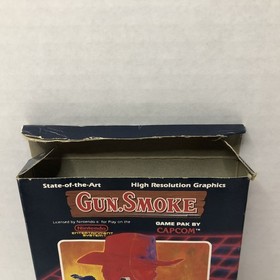 State-of-the-Art High Resolution Graphics
GUN.SMOKE
Licensed by Nintendo for Play on the
Nintendo
ENTERTAINMENT
SYSTEM
GAME PAK BY
CAPCOM